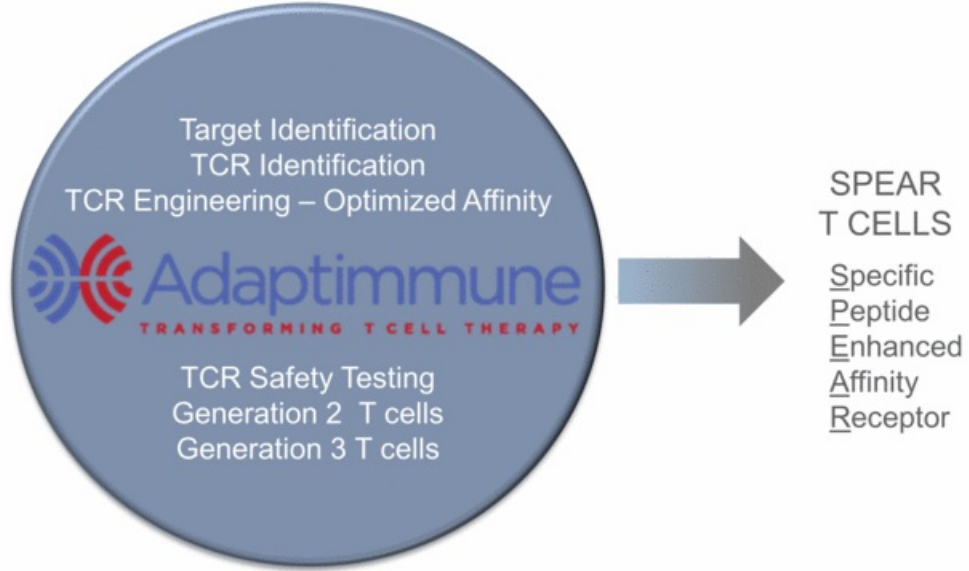 Target Identification
TCR Identification
TCR Engineering – Optimized Affinity
Adaptimmune
TRANSFORMING T CELL THERAPY
TCR Safety Testing
Generation 2 T cells
Generation 3 T cells
SPEAR
T CELLS
Specific
Peptide
Enhanced
Affinity
Receptor